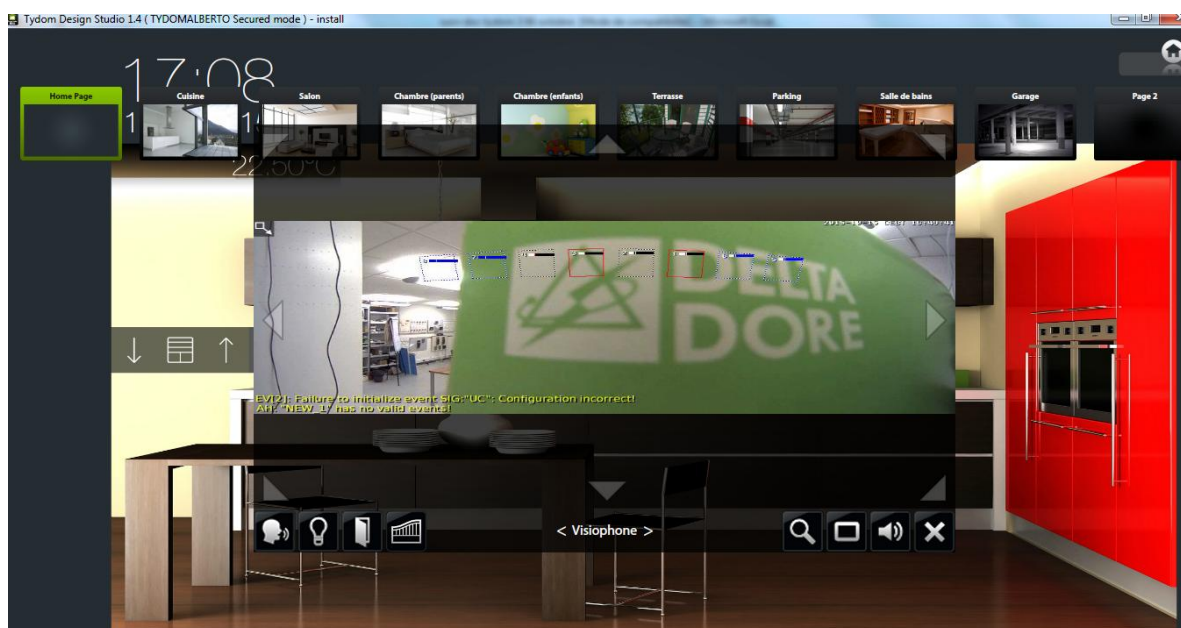 Tydom Design Studio 1.4 ( TYDOMALBERTO Secured mode ) - install
17:08
Home Page
Cuisine
Salon
Chambre (parents)
Chambre (enfants)
Terrasse
Parking
Salle de bains
Garage
Page 2
22.50°C
DELTA
DORE
EV[2]: Failure to initialize event SIG:"UC": Configuration incorrect!
AH: "NEW_1" has no valid events!
< Visiophone >